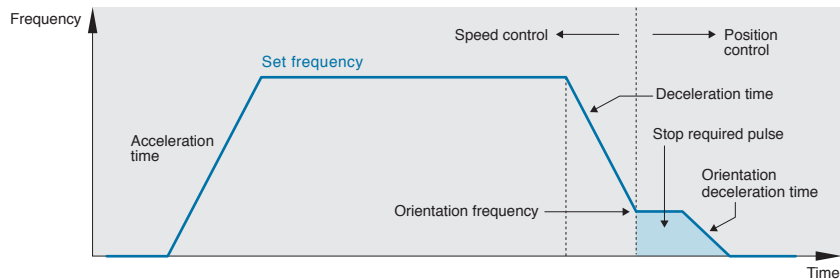 Frequency
Speed control
Position
control
Set frequency
Deceleration time
Acceleration
time
Stop required pulse
Orientation
deceleration time
Orientation frequency
Time